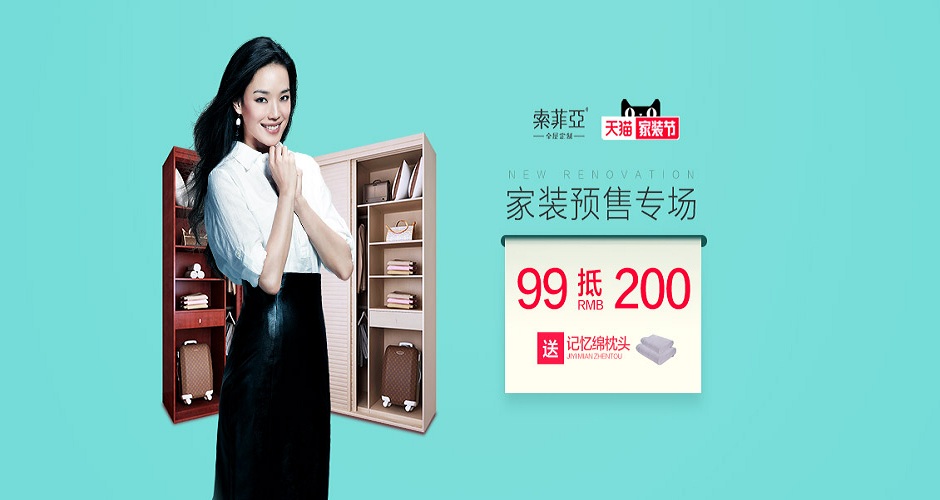 索菲亞®
全屋定制
天猫 家装节
NEW RENOVATION
家装预售专场
99 抵 RMB 200
送 记忆绵枕头
JIYIMIAN ZHENTOU